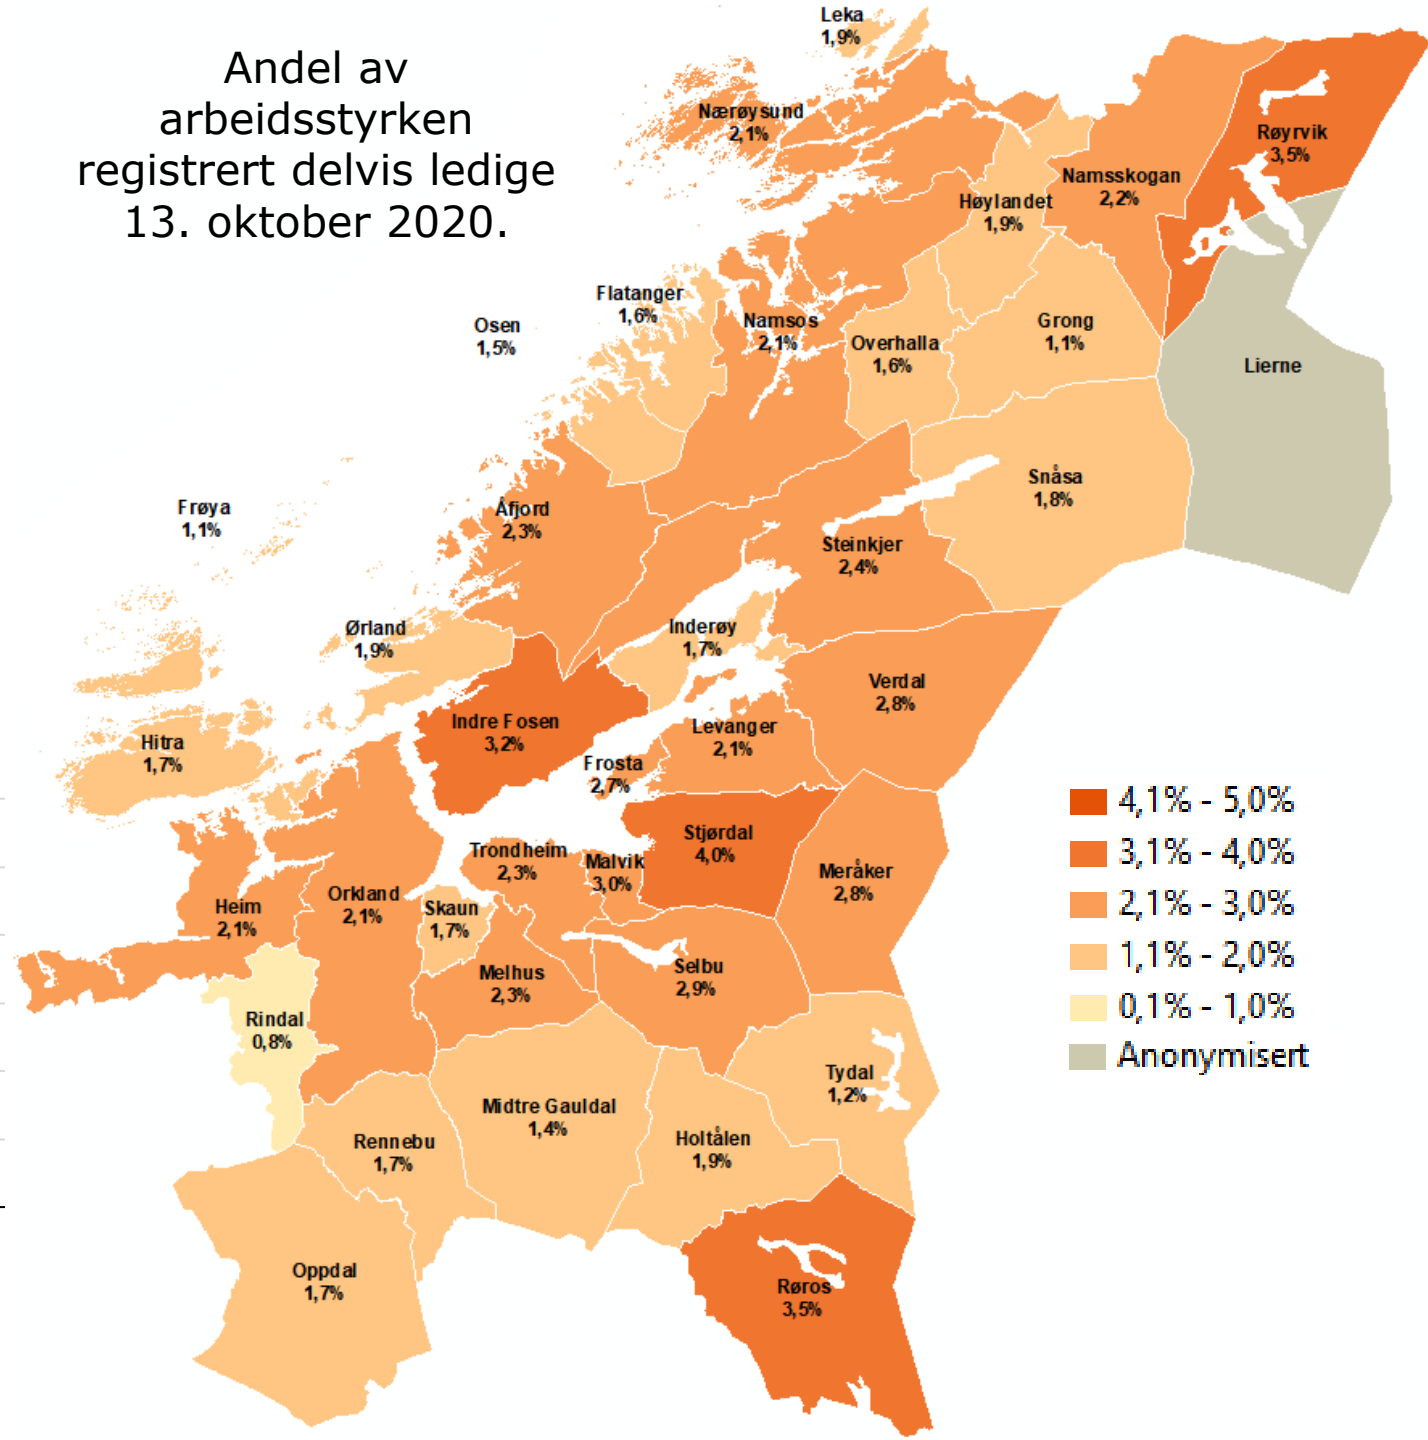 Andel av
arbeidsstyrken
registrert delvis ledige
13. oktober 2020.
Leka
1,9%
Nærøysund
2,1%
Røyrvik
3,5%
Namsskogan
2,2%
Høylandet
1,9%
Flatanger
1,6%
Osen
1,5%
Namsos
2,1%
Overhalla
1,6%
Grong
1,1%
Lierne
Snåsa
1,8%
Frøya
1,1%
Åfjord
2,3%
Steinkjer
2,4%
Ørland
1,9%
Inderøy
1,7%
Verdal
2,8%
Indre Fosen
3,2%
Levanger
2,1%
Hitra
1,7%
Frosta
2,7%
Stjørdal
4,0%
Trondheim
2,3%
Malvik
3,0%
Meråker
2,8%
Orkland
2,1%
Heim
2,1%
Skaun
1,7%
Melhus
2,3%
Selbu
2,9%
Rindal
0,8%
Tydal
1,2%
Midtre Gauldal
1,4%
Rennebu
1,7%
Holtålen
1,9%
Oppdal
1,7%
Røros
3,5%
4,1% - 5,0%
3,1% - 4,0%
2,1% - 3,0%
1,1% - 2,0%
0,1% - 1,0%
Anonymisert